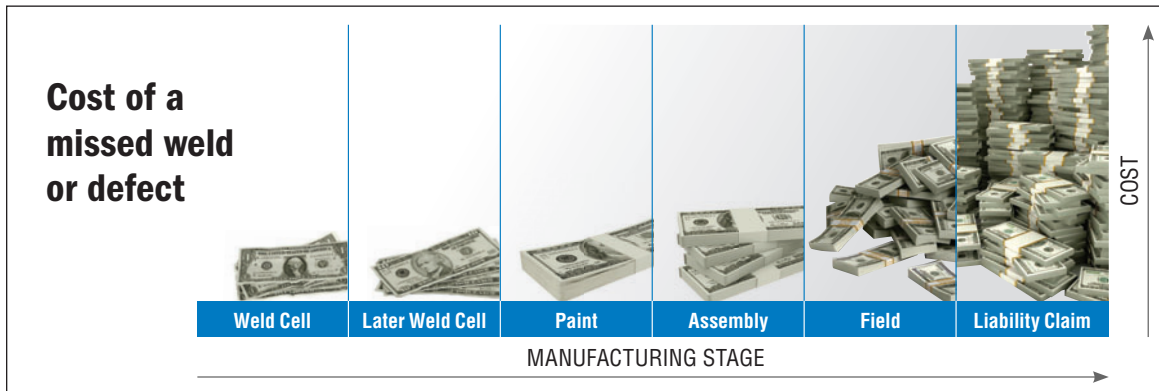 Cost of a
missed weld
or defect
Weld Cell
Later Weld Cell
Paint
Assembly
Field
Liability Claim
MANUFACTURING STAGE
COST